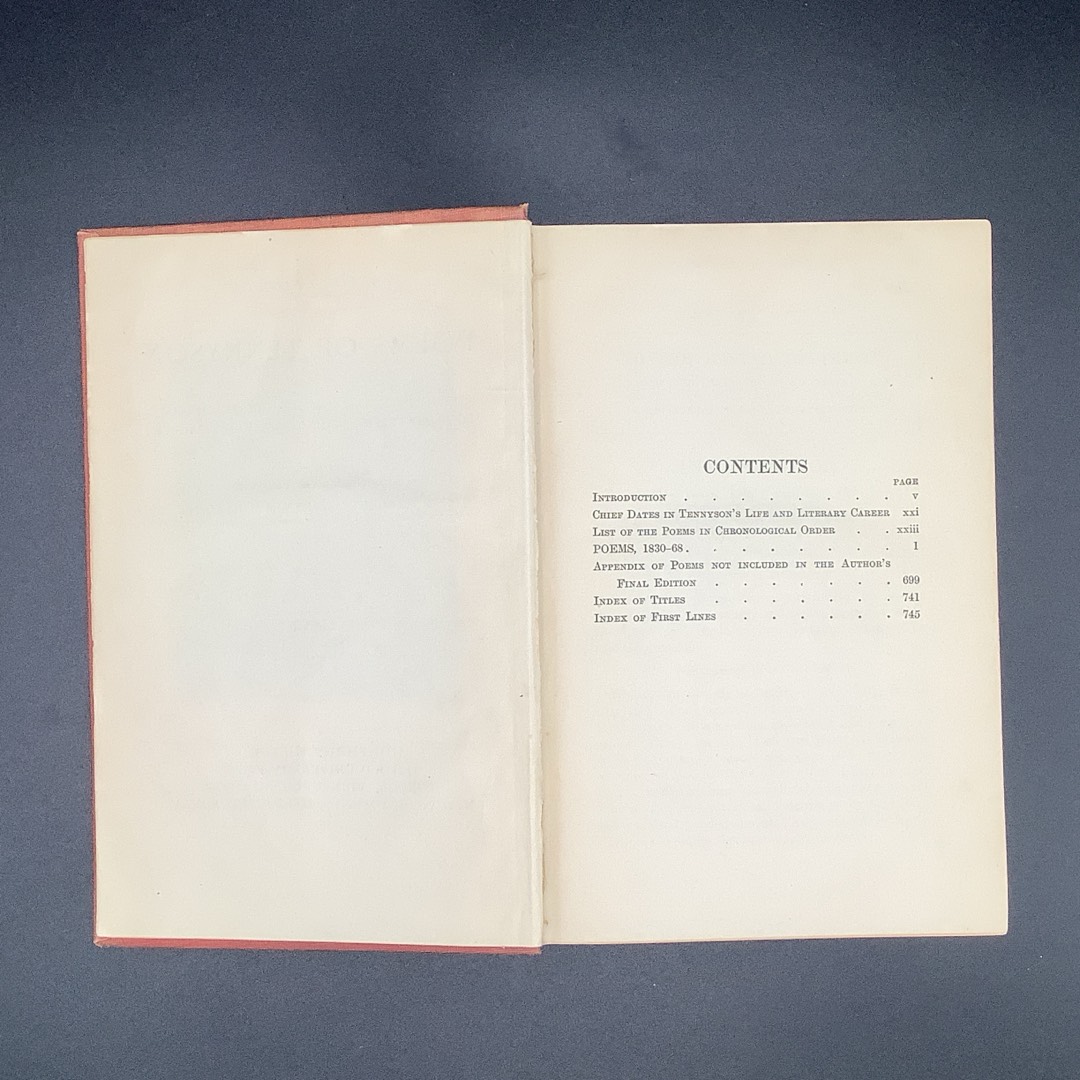 CONTENTS
PAGE
INTRODUCTION . . . . . . . . v
CHIEF DATES IN TENNYSON'S LIFE AND LITERARY CAREER xxi
LIST OF THE POEMS IN CHRONOLOGICAL ORDER . . xxiii
POEMS, 1830–68 . . . . . . . . 1
APPENDIX OF POEMS NOT INCLUDED IN THE AUTHOR'S
FINAL EDITION . . . . . . . 699
INDEX OF TITLES . . . . . . . 741
INDEX OF FIRST LINES . . . . . . 745